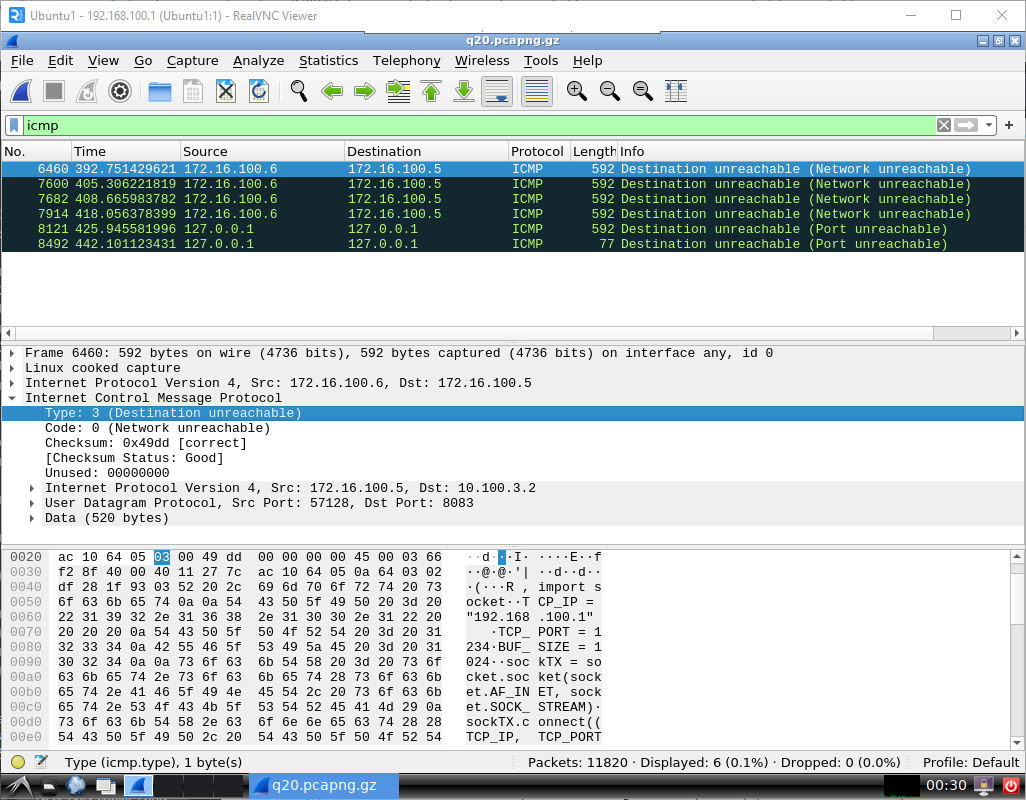 Ubuntu1 - 192.168.100.1 (Ubuntu1:1) - RealVNC Viewer
q20.pcapng.gz
File Edit View Go Capture Analyze Statistics Telephony Wireless Tools Help
icmp
No. Time Source Destination Protocol Length Info
6460 392.751429621 172.16.100.6 172.16.100.5 ICMP 592 Destination unreachable (Network unreachable)
7600 405.306221819 172.16.100.6 172.16.100.5 ICMP 592 Destination unreachable (Network unreachable)
7682 408.665983782 172.16.100.6 172.16.100.5 ICMP 592 Destination unreachable (Network unreachable)
7914 418.056378399 172.16.100.6 172.16.100.5 ICMP 592 Destination unreachable (Network unreachable)
8121 425.945581996 127.0.0.1 127.0.0.1 ICMP 592 Destination unreachable (Port unreachable)
8492 442.101123431 127.0.0.1 127.0.0.1 ICMP 77 Destination unreachable (Port unreachable)
Frame 6460: 592 bytes on wire (4736 bits), 592 bytes captured (4736 bits) on interface any, id 0
Linux cooked capture
Internet Protocol Version 4, Src: 172.16.100.6, Dst: 172.16.100.5
Internet Control Message Protocol
Type: 3 (Destination unreachable)
Code: 0 (Network unreachable)
Checksum: 0x49dd [correct]
[Checksum Status: Good]
Unused: 00000000
Internet Protocol Version 4, Src: 172.16.100.5, Dst: 10.100.3.2
User Datagram Protocol, Src Port: 57128, Dst Port: 8083
Data (520 bytes)
0020 ac 10 64 05 03 00 49 dd 00 00 00 00 45 00 03 66 ··d···I· ····E··f
0030 f2 8f 40 00 40 11 27 7c ac 10 64 05 0a 64 03 02 ··@·@·'| ··d··d··
0040 df 28 1f 93 03 52 20 2c 69 6d 70 6f 72 74 20 73 ·(···R , import s
0050 6f 63 6b 65 74 0a 0a 54 43 50 5f 49 50 20 3d 20 ocket··T CP_IP =
0060 22 31 39 32 2e 31 36 38 2e 31 30 30 2e 31 22 20 "192.168 .100.1"
0070 20 20 20 0a 54 43 50 5f 50 4f 52 54 20 3d 20 31 ·TCP_ PORT = 1
0080 32 33 34 0a 42 55 46 5f 53 49 5a 45 20 3d 20 31 234·BUF_ SIZE = 1
0090 30 32 34 0a 0a 73 6f 63 6b 54 58 20 3d 20 73 6f 024··soc kTX = so
00a0 63 6b 65 74 2e 73 6f 63 6b 65 74 28 73 6f 63 6b cket.soc ket(sock
00b0 65 74 2e 41 46 5f 49 4e 45 54 2c 20 73 6f 63 6b et.AF_IN ET, sock
00c0 65 74 2e 53 4f 43 4b 5f 53 54 52 45 41 4d 29 0a et.SOCK_ STREAM)·
00d0 73 6f 63 6b 54 58 2e 63 6f 6e 6e 65 63 74 28 28 sockTX.c onnect((
00e0 54 43 50 5f 49 50 2c 20 54 43 50 5f 50 4f 52 54 TCP_IP, TCP_PORT
Type (icmp.type), 1 byte(s) Packets: 11820 · Displayed: 6 (0.1%) · Dropped: 0 (0.0%) Profile: Default
q20.pcapng.gz 00:30